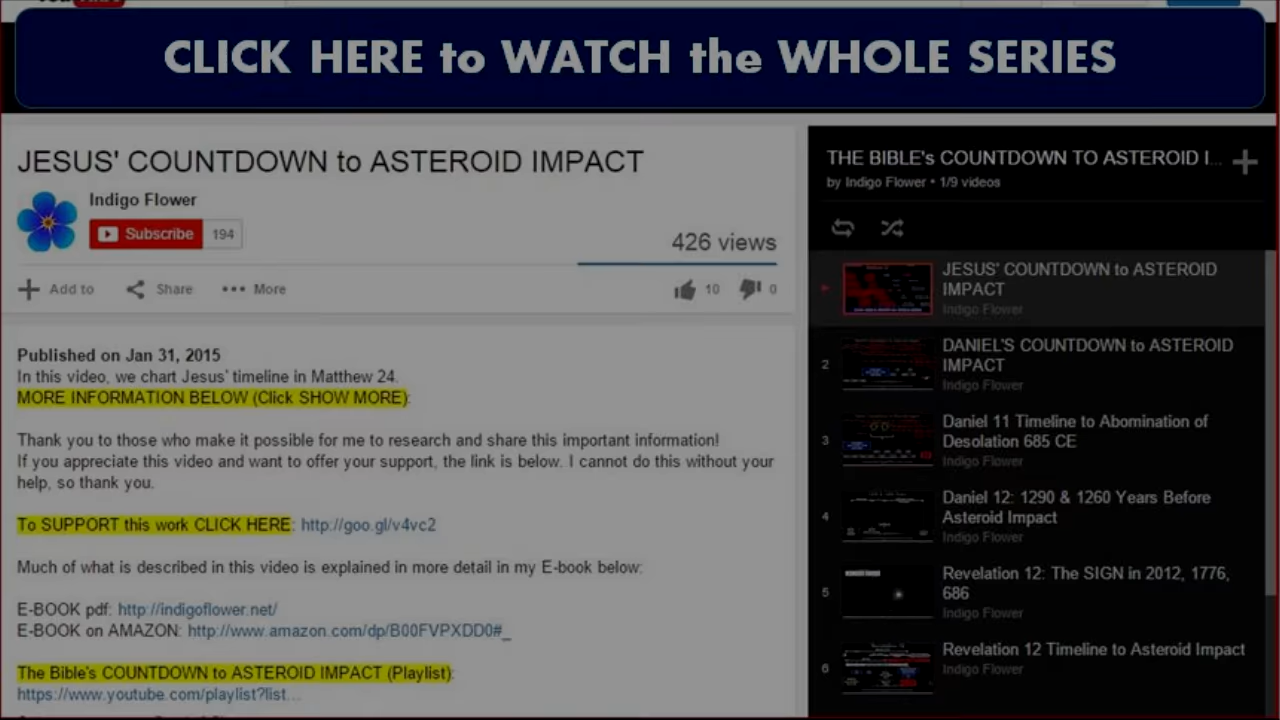 CLICK HERE to WATCH the WHOLE SERIES
JESUS' COUNTDOWN to ASTEROID IMPACT
Indigo Flower
Subscribe 194
426 views
Add to Share More
10 0
Published on Jan 31, 2015
In this video, we chart Jesus' timeline in Matthew 24.
MORE INFORMATION BELOW (Click SHOW MORE):
Thank you to those who make it possible for me to research and share this important information!
If you appreciate this video and want to offer your support, the link is below. I cannot do this without your
help, so thank you.
To SUPPORT this work CLICK HERE: http://goo.gl/v4vc2
Much of what is described in this video is explained in more detail in my E-book below:
E-BOOK pdf: http://indigoflower.net/
E-BOOK on AMAZON: http://www.amazon.com/dp/B00FVPXDD0#_
The Bible's COUNTDOWN to ASTEROID IMPACT (Playlist):
https://www.youtube.com/playlist?list...
THE BIBLE's COUNTDOWN TO ASTEROID I...
by Indigo Flower • 1/9 videos
JESUS' COUNTDOWN to ASTEROID
IMPACT
Indigo Flower
2
DANIEL'S COUNTDOWN to ASTEROID
IMPACT
Indigo Flower
3
Daniel 11 Timeline to Abomination of
Desolation 685 CE
Indigo Flower
4
Daniel 12: 1290 & 1260 Years Before
Asteroid Impact
Indigo Flower
5
Revelation 12: The SIGN in 2012, 1776,
686
Indigo Flower
6
Revelation 12 Timeline to Asteroid Impact
Indigo Flower